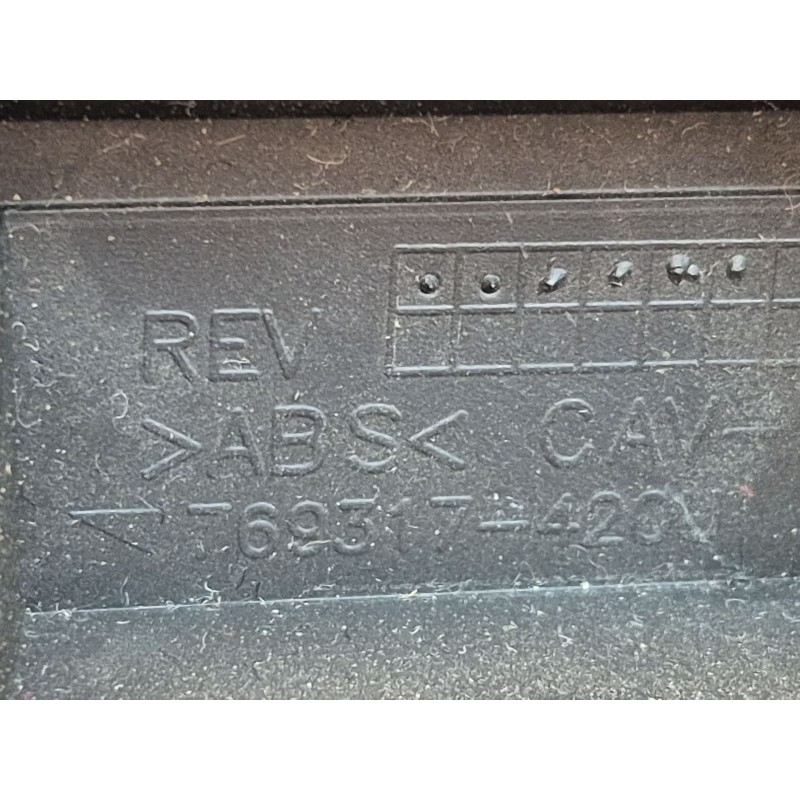 REV
>ABS< CAV-
69317-420